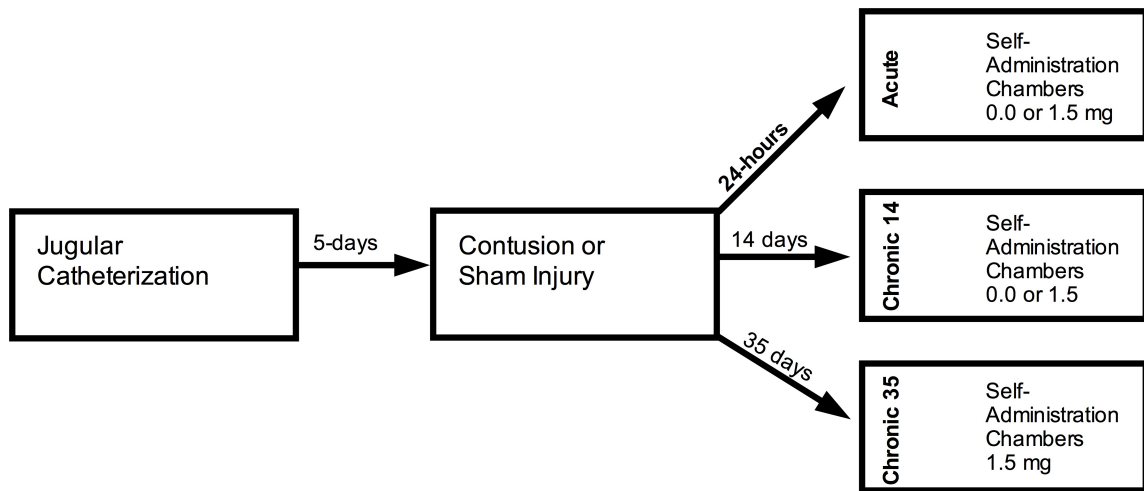 Jugular
Catheterization
5-days
Contusion or
Sham Injury
24-hours
Acute
Self-
Administration
Chambers
0.0 or 1.5 mg
14 days
Chronic 14
Self-
Administration
Chambers
0.0 or 1.5
35 days
Chronic 35
Self-
Administration
Chambers
1.5 mg